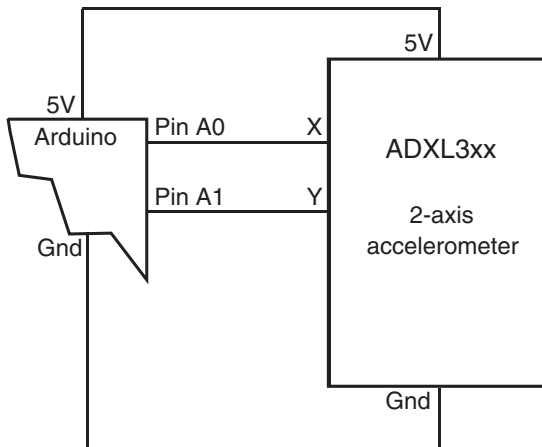 5V
5V
Arduino
Pin A0
X
ADXL3xx
Pin A1
Y
2-axis
accelerometer
Gnd
Gnd